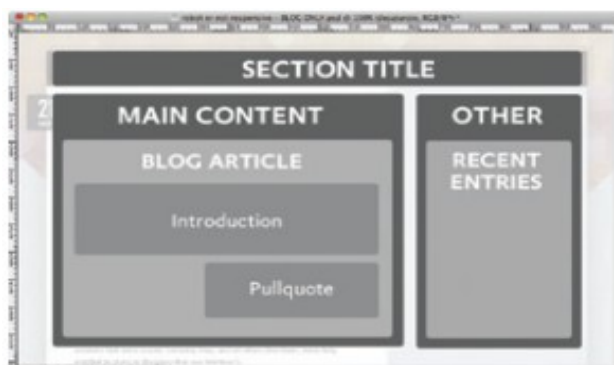 SECTION TITLE
MAIN CONTENT
OTHER
BLOG ARTICLE
RECENT
ENTRIES
Introduction
Pullquote